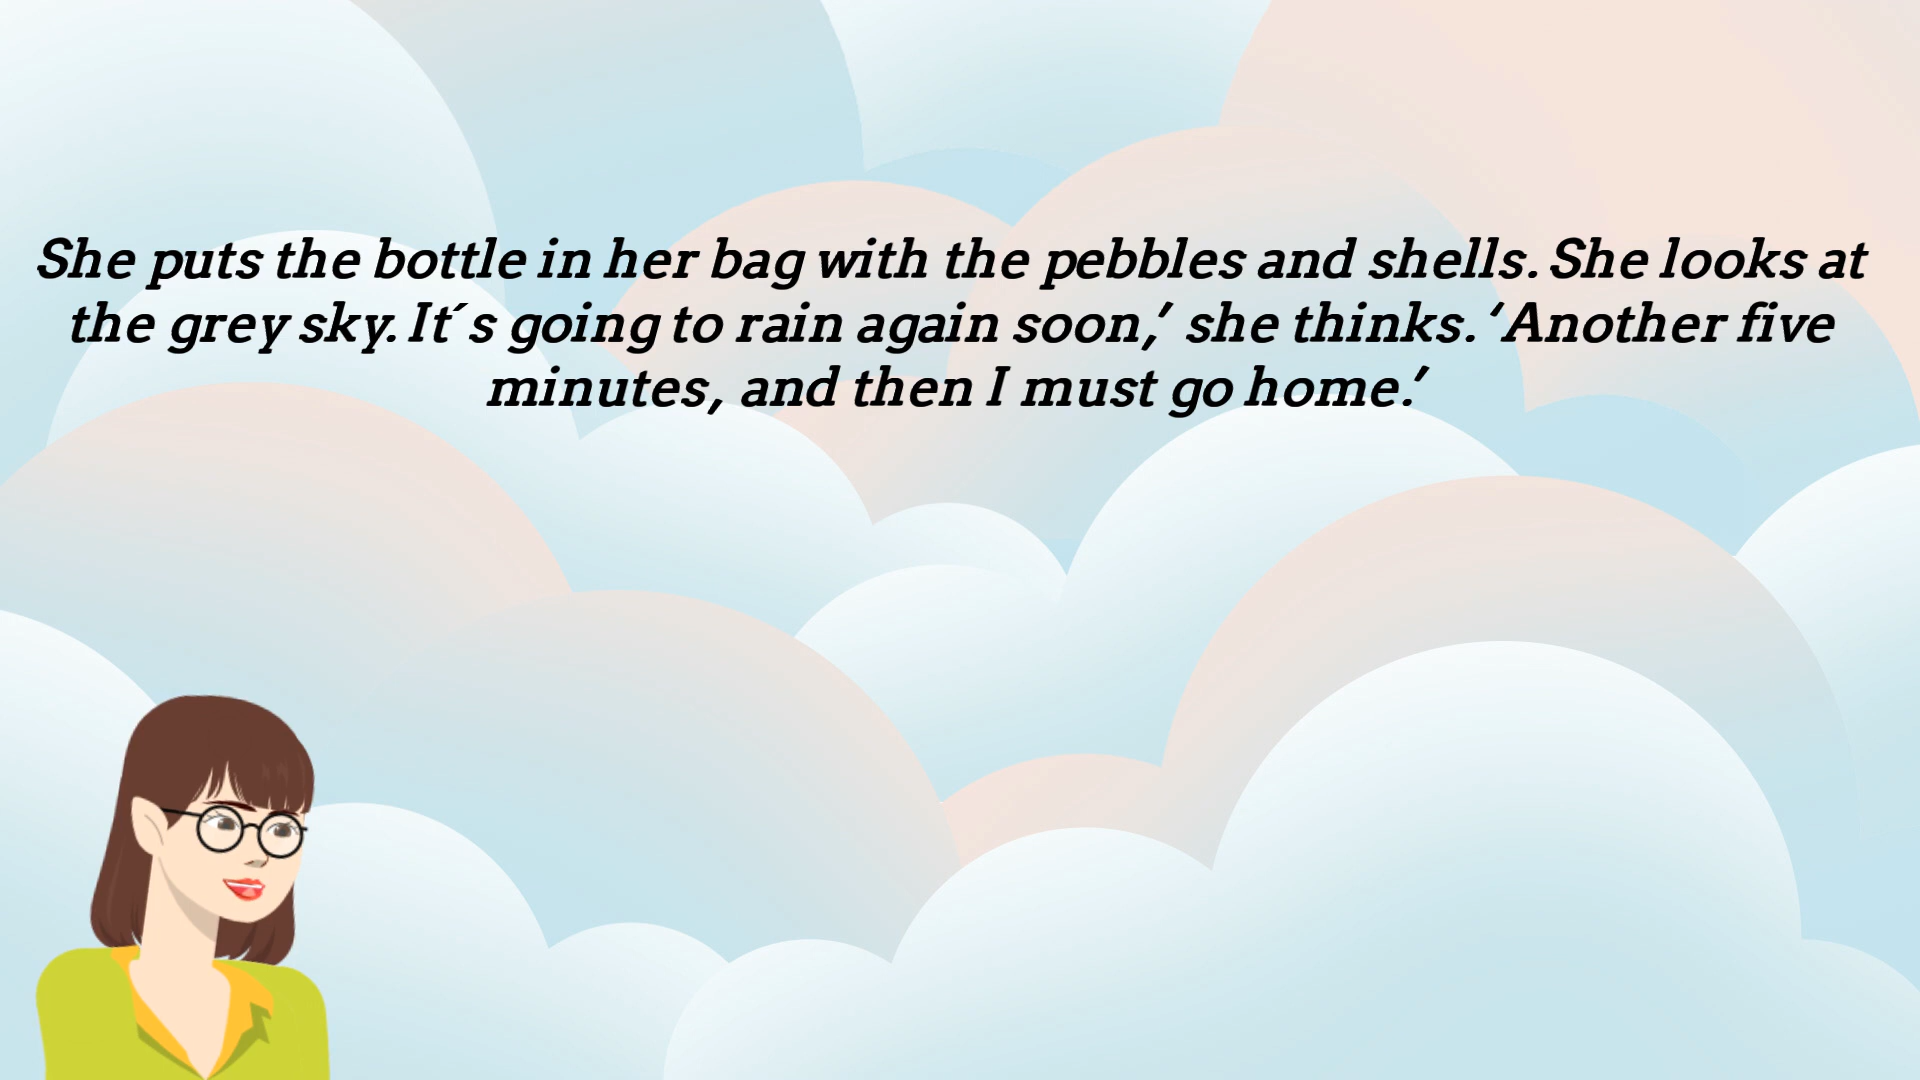 She puts the bottle in her bag with the pebbles and shells. She looks at
the grey sky. It´s going to rain again soon,’ she thinks. ‘Another five
minutes, and then I must go home.’